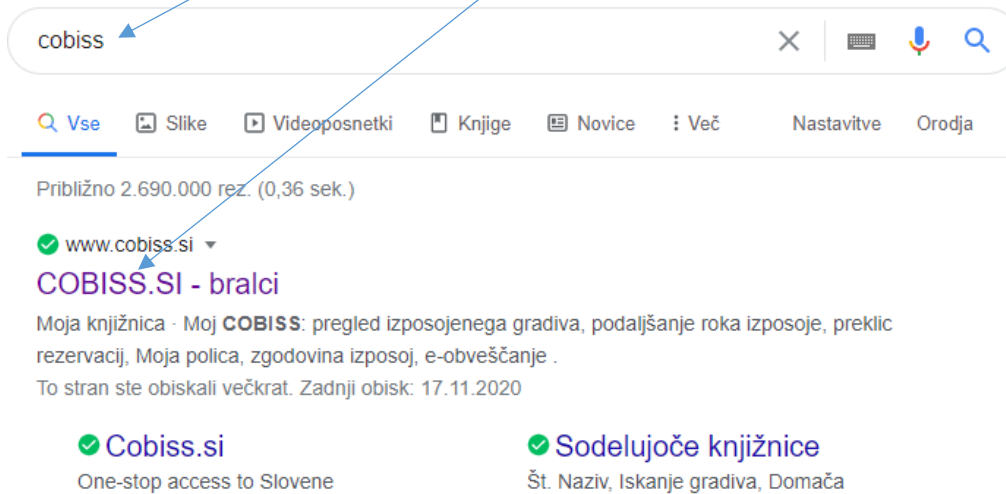 cobiss
Vse Slike Videoposnetki Knjige Novice Več Nastavitve Orodja
Približno 2.690.000 rez. (0,36 sek.)
www.cobiss.si
COBISS.SI - bralci
Moja knjižnica · Moj COBISS: pregled izposojenega gradiva, podaljšanje roka izposoje, preklic
rezervacij, Moja polica, zgodovina izposoj, e-obveščanje .
To stran ste obiskali večkrat. Zadnji obisk: 17.11.2020
Cobiss.si Sodelujoče knjižnice
One-stop access to Slovene Št. Naziv, Iskanje gradiva, Domača